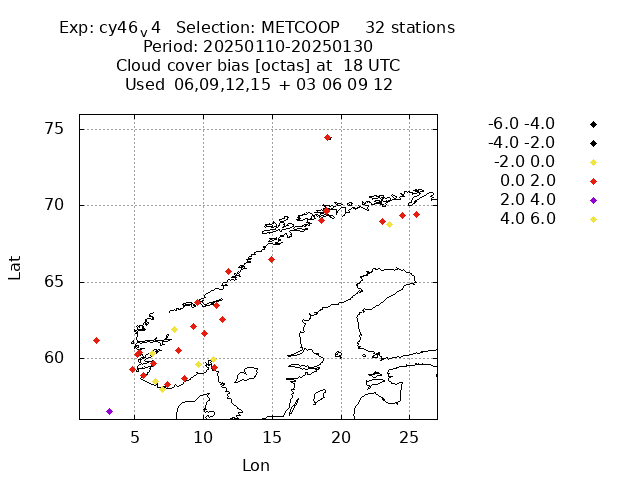 Exp: cy46v4 Selection: METCOOP 32 stations
Period: 20250110-20250130
Cloud cover bias [octas] at 18 UTC
Used 06,09,12,15 + 03 06 09 12
-6.0 -4.0
-4.0 -2.0
-2.0 0.0
0.0 2.0
2.0 4.0
4.0 6.0
75
70
65
60
Lat
5 10 15 20 25
Lon